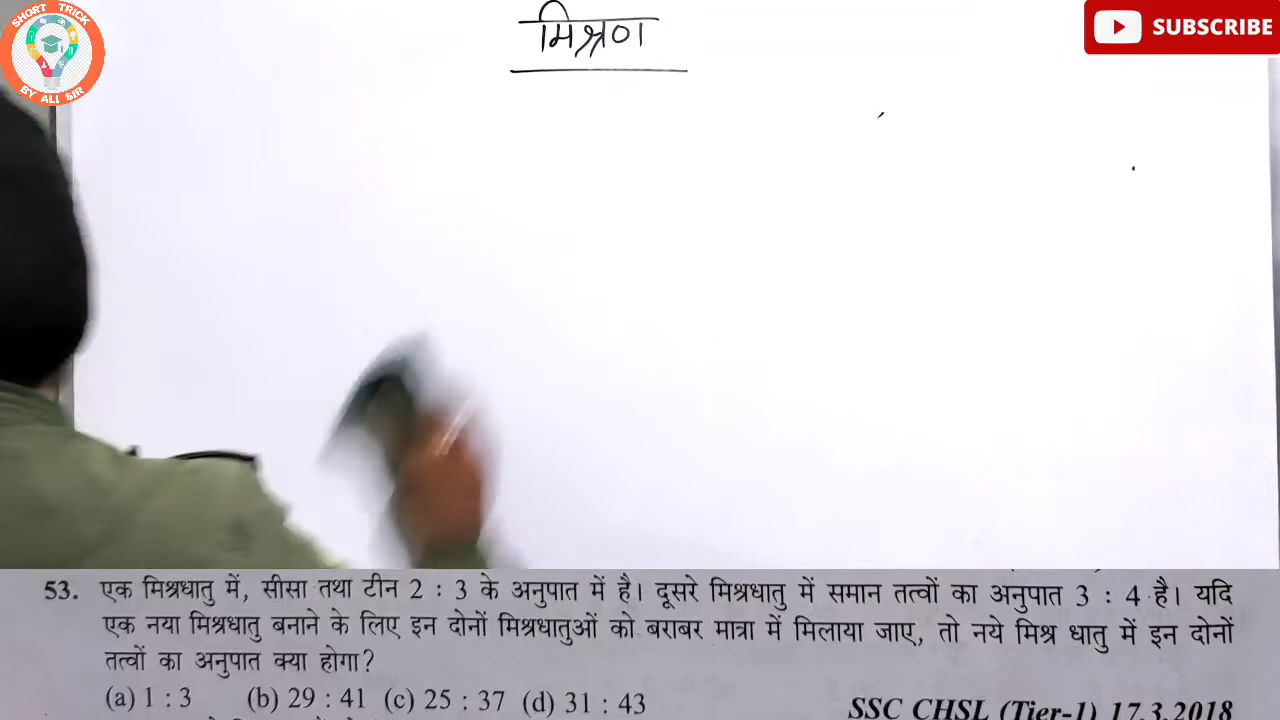 SHORT TRICK
BY ALI SIR
मिश्रण
SUBSCRIBE
53. एक मिश्रधातु में, सीसा तथा टीन 2 : 3 के अनुपात में है। दूसरे मिश्रधातु में समान तत्वों का अनुपात 3 : 4 है। यदि
एक नया मिश्रधातु बनाने के लिए इन दोनों मिश्रधातुओं को बराबर मात्रा में मिलाया जाए, तो नये मिश्र धातु में इन दोनों
तत्वों का अनुपात क्या होगा?
(a) 1 : 3 (b) 29 : 41 (c) 25 : 37 (d) 31 : 43
SSC CHSL (Tier-1) 17.3.2018